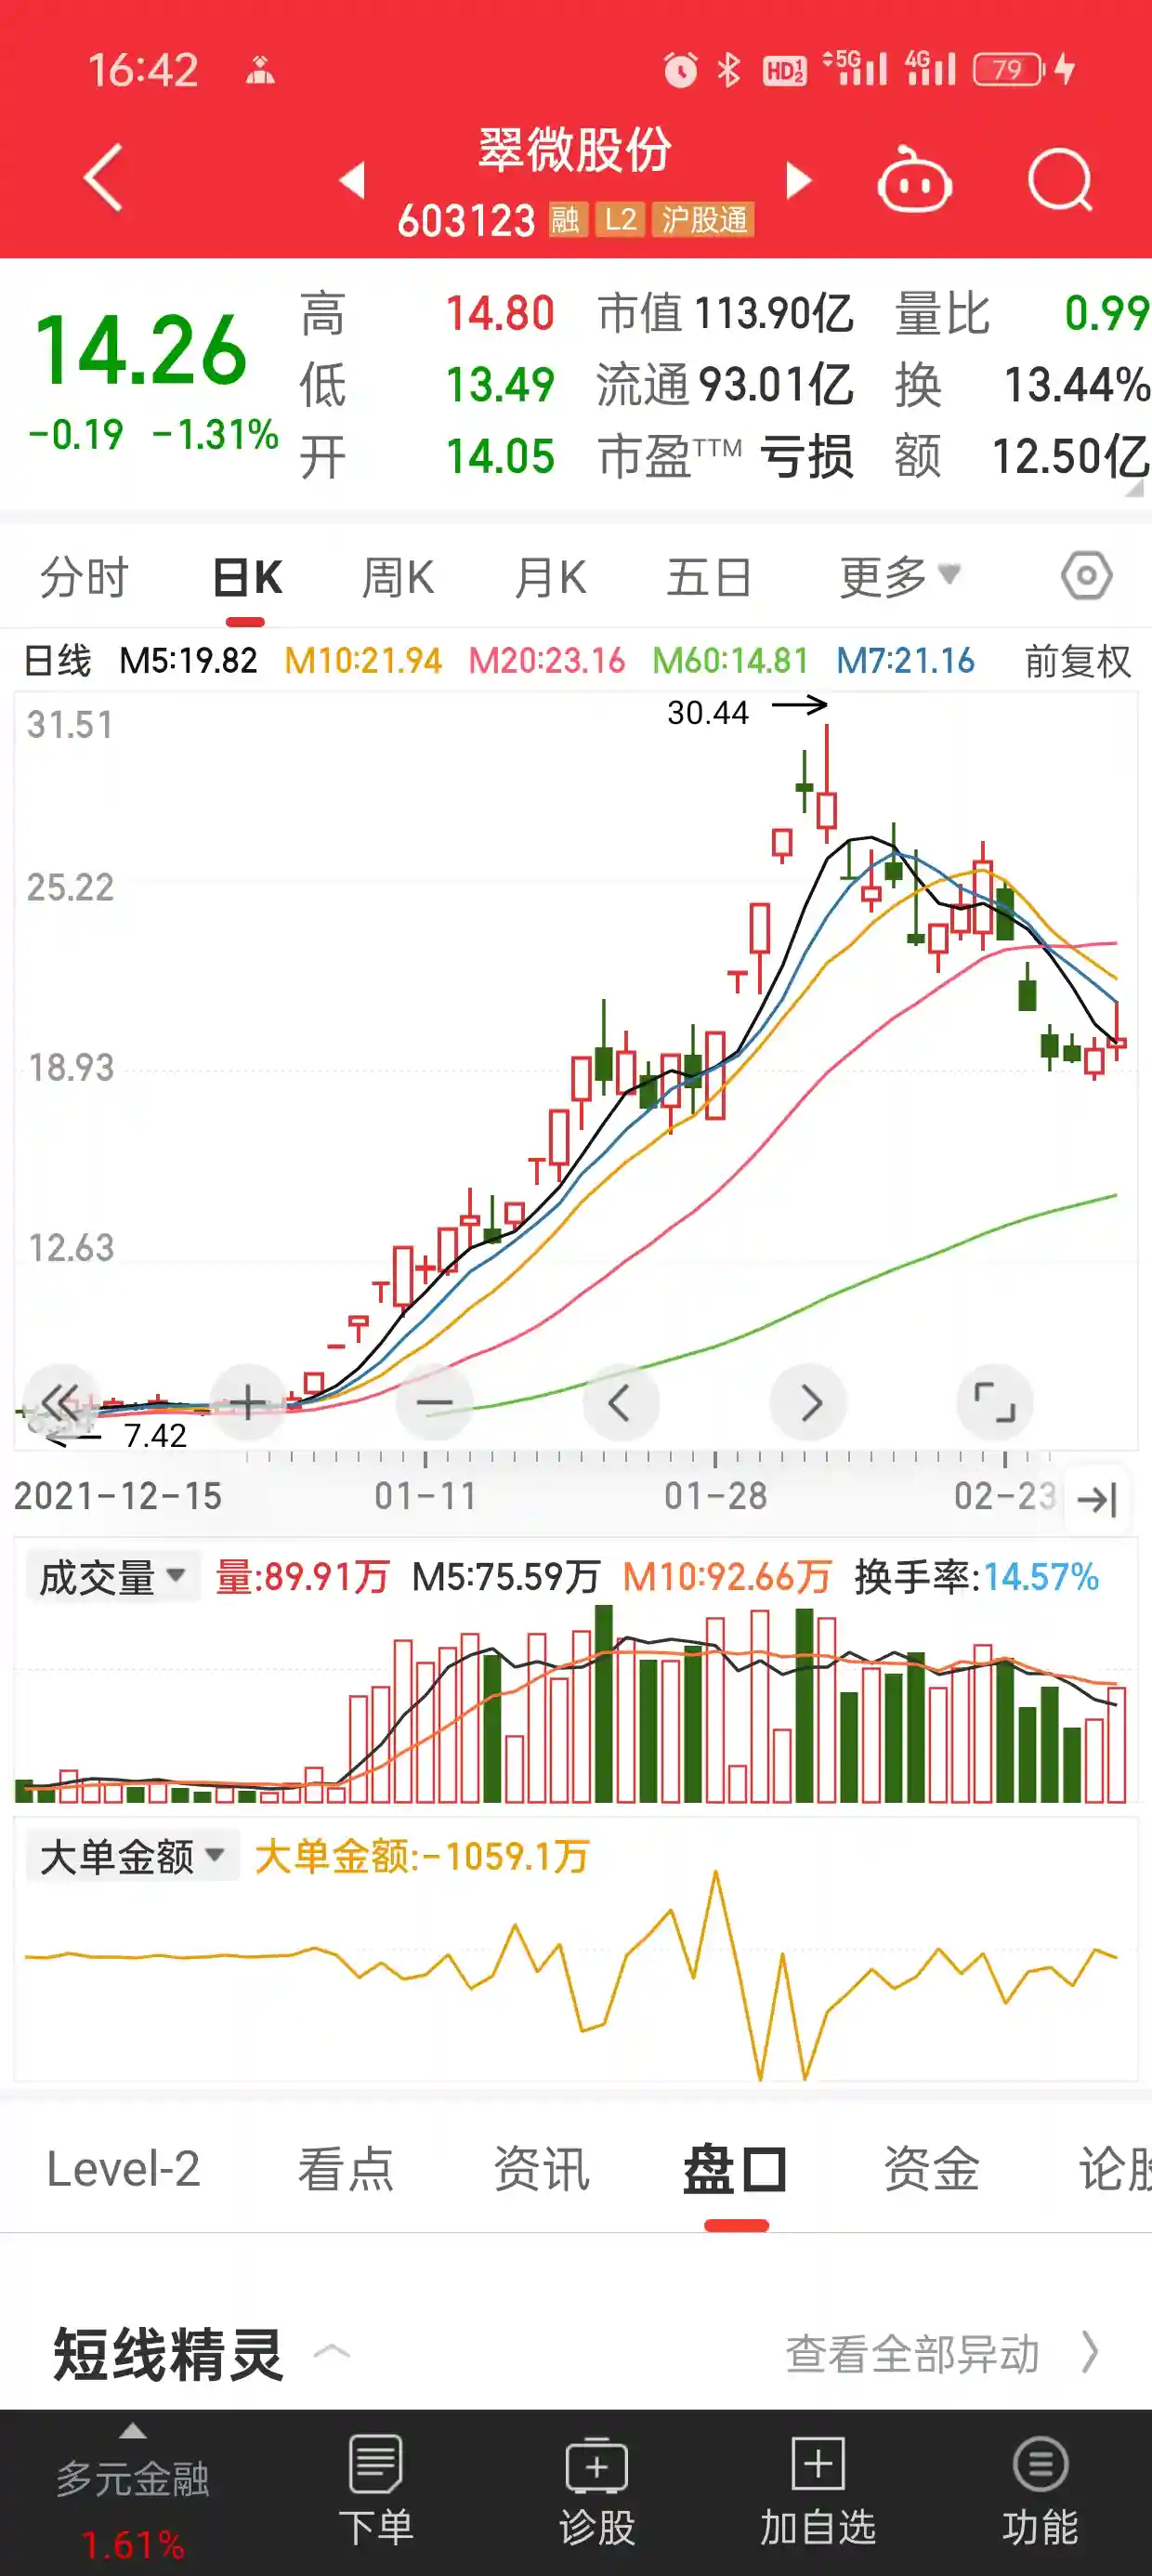 16:42 HD 1 2 5G 4G 79
翠微股份
603123 融 L2 沪股通
14.26
-0.19 -1.31%
高 14.80 市值 113.90亿 量比 0.99
低 13.49 流通 93.01亿 换 13.44%
开 14.05 市盈TTM 亏损 额 12.50亿
分时 日K 周K 月K 五日 更多
日线 M5:19.82 M10:21.94 M20:23.16 M60:14.81 M7:21.16 前复权
31.51
30.44
25.22
18.93
12.63
7.42
2021-12-15 01-11 01-28 02-23
成交量 量:89.91万 M5:75.59万 M10:92.66万 换手率:14.57%
大单金额 大单金额:-1059.1万
Level-2 看点 资讯 盘口 资金 论股
短线精灵 查看全部异动
多元金融 下单 诊股 加自选 功能
1.61%